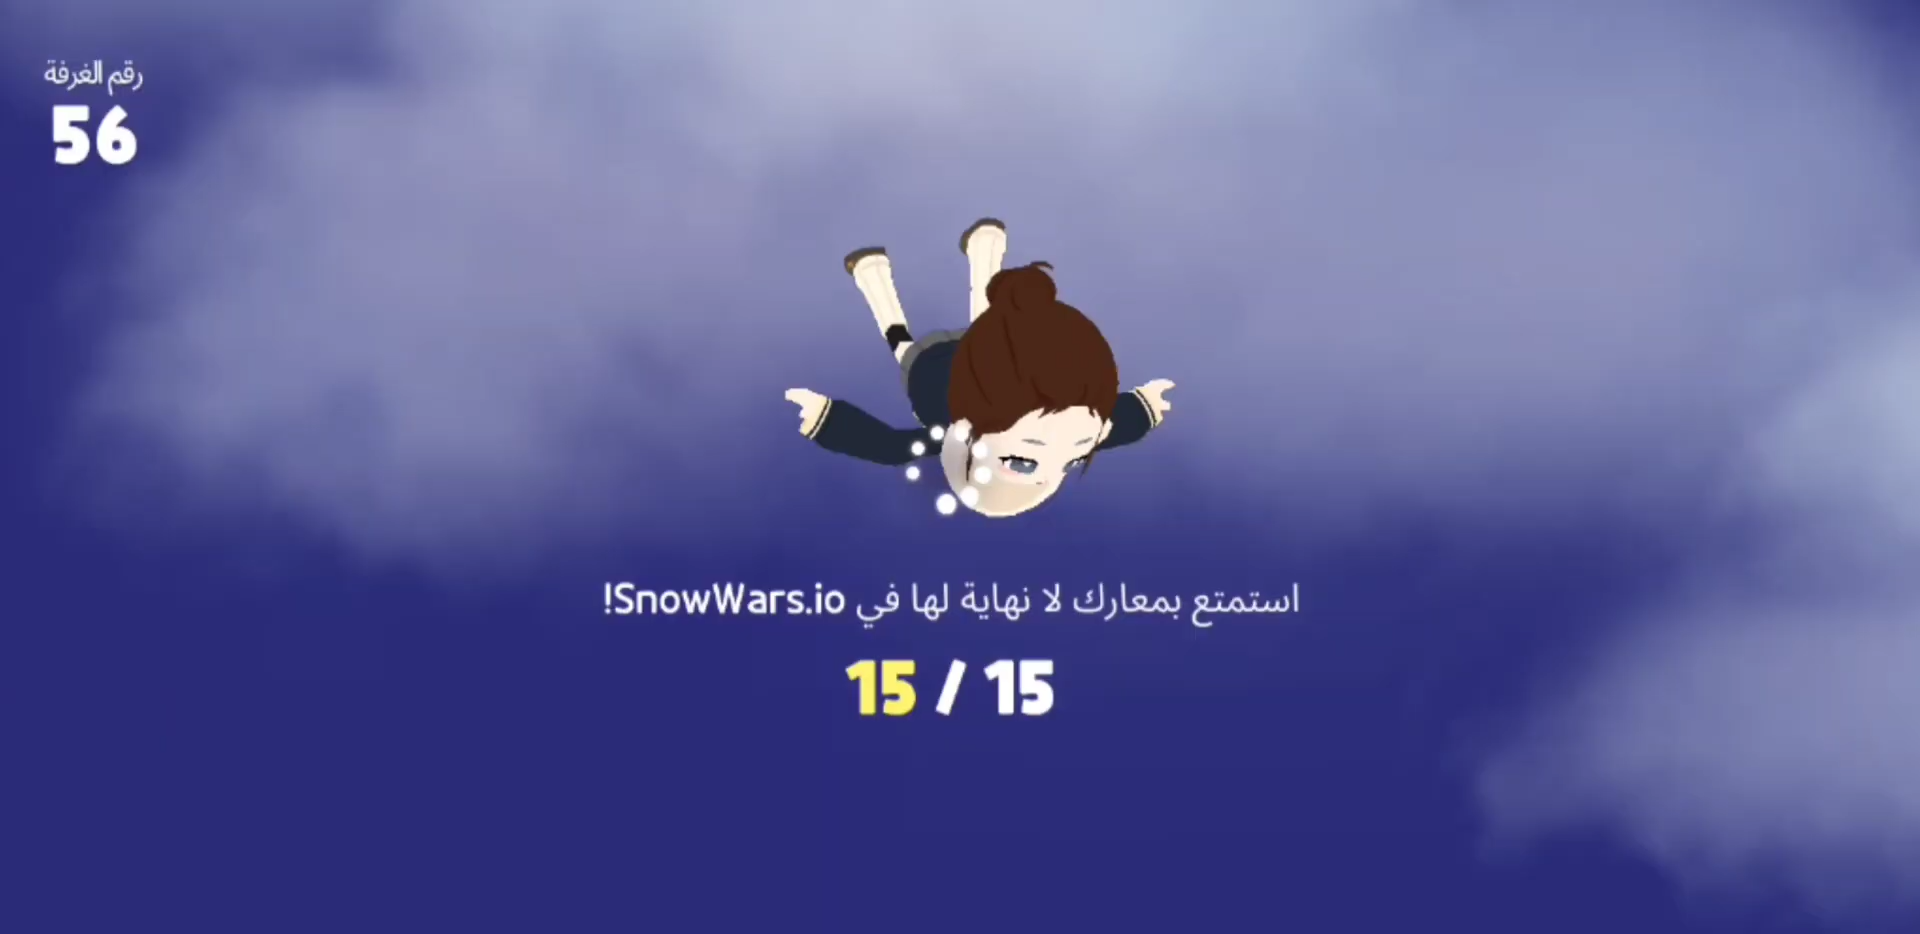 رقم الغرفة
56
استمتع بمعارك لا نهاية لها في SnowWars.io!
15 / 15